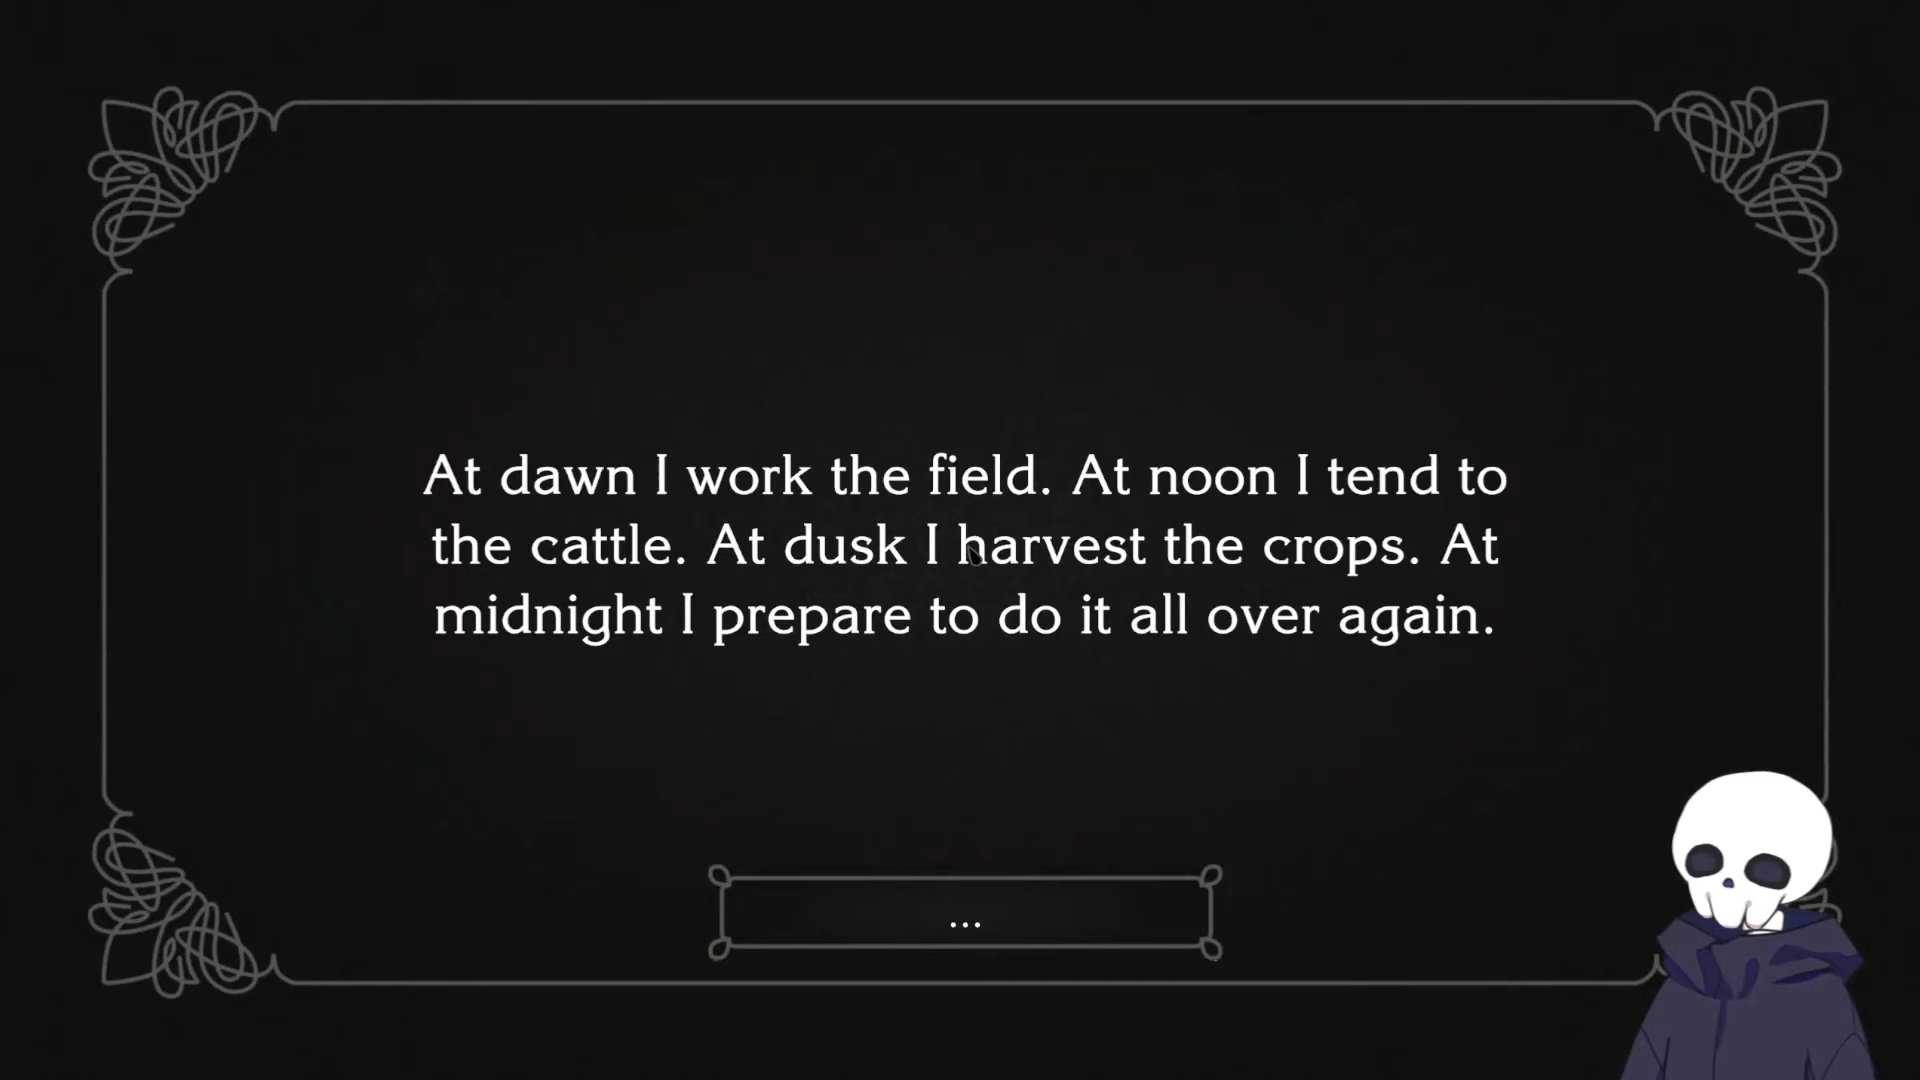 At dawn I work the field. At noon I tend to
the cattle. At dusk I harvest the crops. At
midnight I prepare to do it all over again.
...